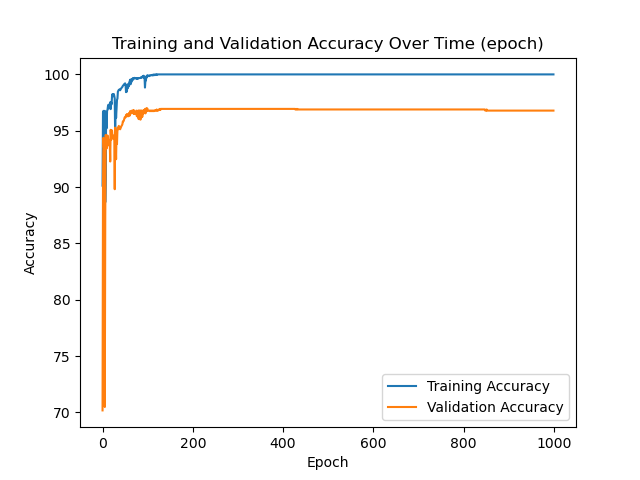 Training and Validation Accuracy Over Time (epoch)
100
95
90
85
80
75
70
Accuracy
0 200 400 600 800 1000
Epoch
Training Accuracy
Validation Accuracy